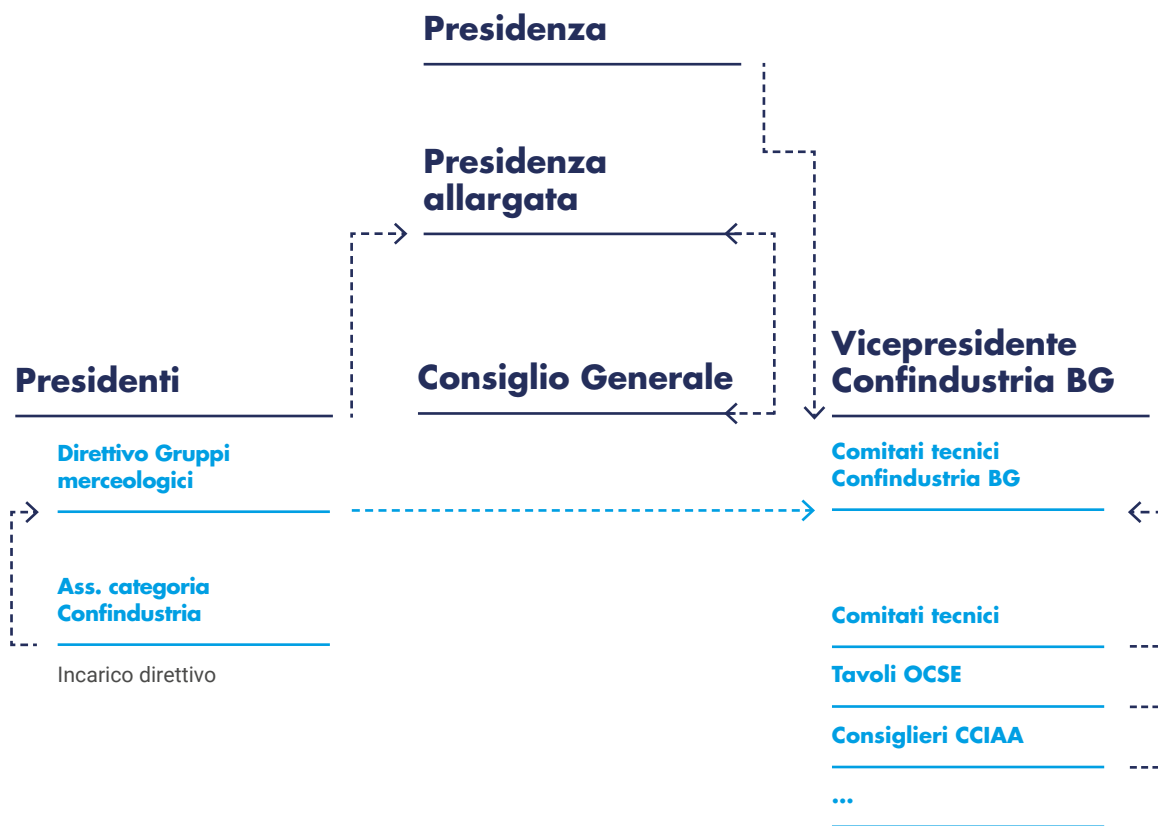 Presidenza
Presidenza
allargata
Presidenti
Consiglio Generale
Vicepresidente
Confindustria BG
Direttivo Gruppi
merceologici
Comitati tecnici
Confindustria BG
Ass. categoria
Confindustria
Incarico direttivo
Comitati tecnici
Tavoli OCSE
Consiglieri CCIAA
...